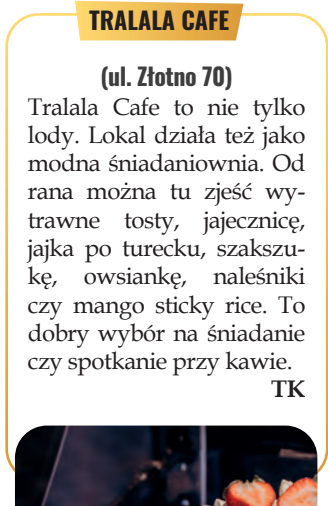 TRALALA CAFE
(ul. Złotno 70)
Tralala Cafe to nie tylko
lody. Lokal działa też jako
modna śniadaniownia. Od
rana można tu zjeść wy-
trawne tosty, jajecznicę,
jajka po turecku, szakszu-
kę, owsiankę, naleśniki
czy mango sticky rice. To
dobry wybór na śniadanie
czy spotkanie przy kawie.
TK